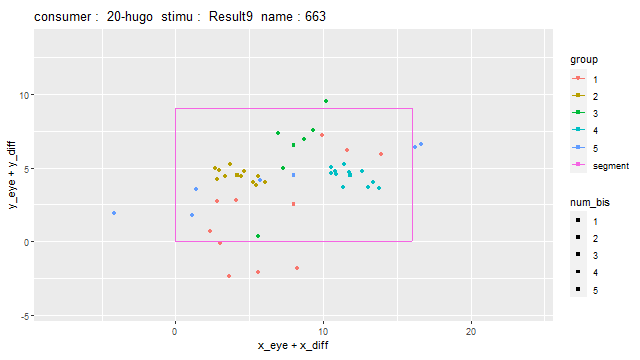 consumer : 20-hugo stimu : Result9 name : 663
y_eye + y_diff
10
5
0
-5
0
10
20
x_eye + x_diff
group
1
2
3
4
5
segment
num_bis
1
2
3
4
5